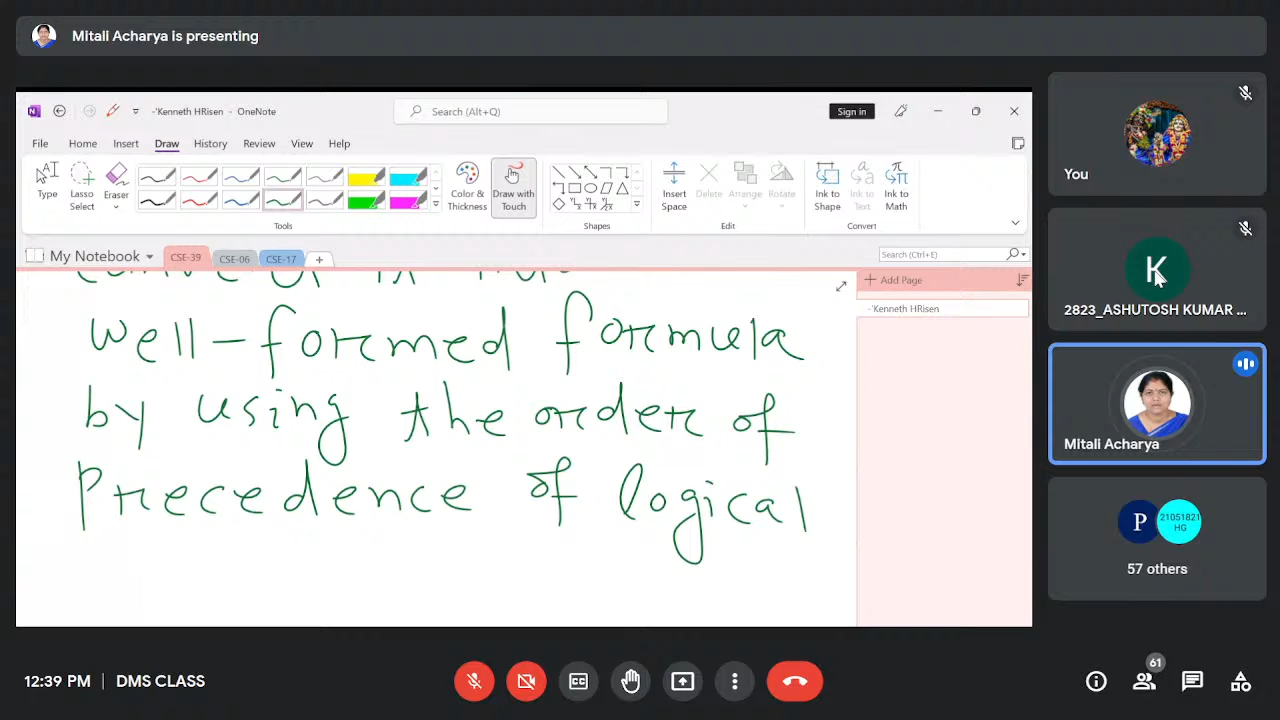 Mitali Acharya is presenting
-'Kenneth HRisen - OneNote
Search (Alt+Q)
Sign in
File Home Insert Draw History Review View Help
Type
Lasso Select
Eraser
Color & Thickness
Draw with Touch
Insert Space
Delete
Arrange
Rotate
Ink to Shape
Ink to Text
Ink to Math
Tools
Shapes
Edit
Convert
My Notebook
CSE-39
CSE-06
CSE-17
Search (Ctrl+E)
Add Page
-'Kenneth HRisen
well-formed formula
by using the order of
Precedence of logical
You
K
2823_ASHUTOSH KUMAR ...
Mitali Acharya
P
21051821 HG
57 others
12:39 PM | DMS CLASS
61